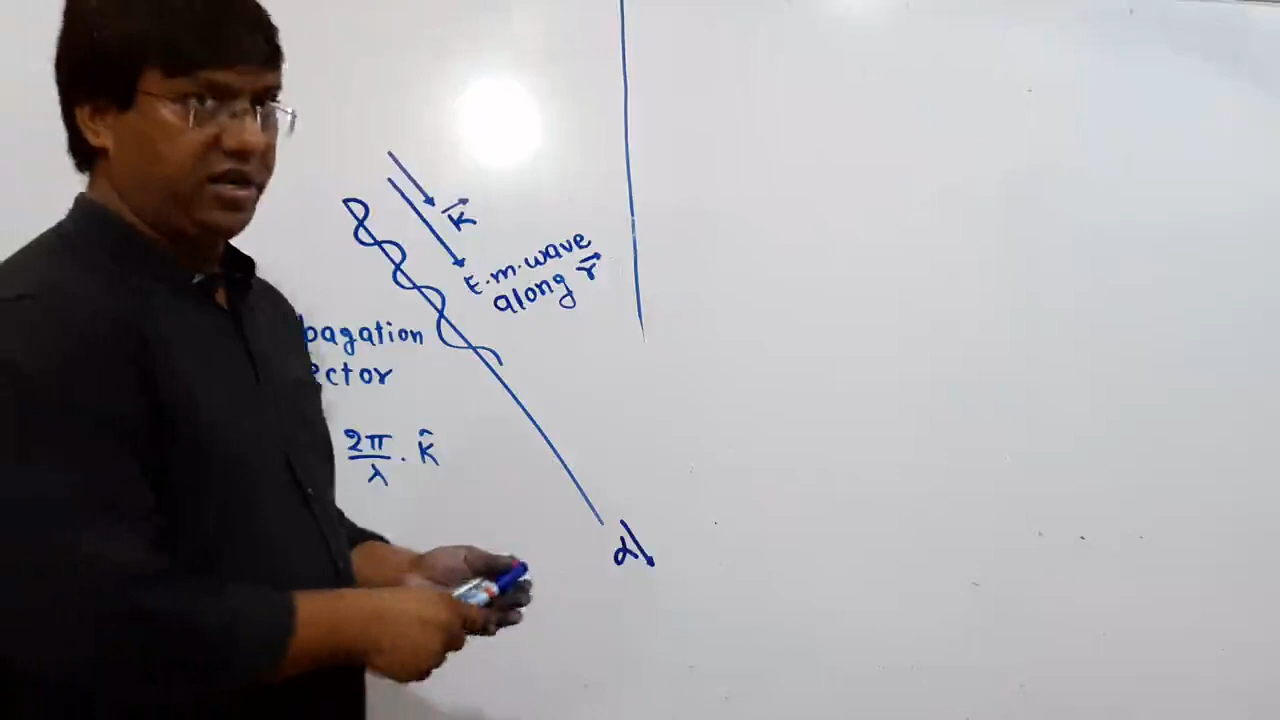 K⃗
E.m.wave
along r⃗
pagation
ector
2π/λ . K̂